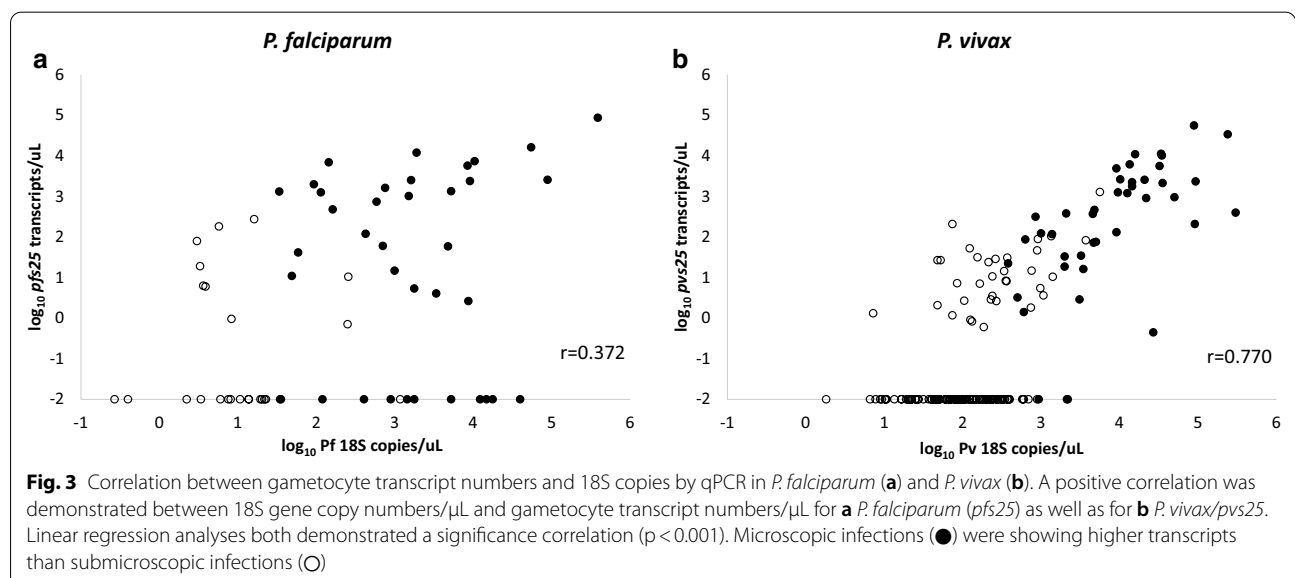 P. falciparum
P. vivax
a
b
6
5
4
3
2
1
0
-1
-2
log10 pfs25 transcripts/uL
r=0.372
-1 0 1 2 3 4 5 6
log10 Pf 18S copies/uL
6
5
4
3
2
1
0
-1
-2
log10 pvs25 transcripts/uL
r=0.770
-1 0 1 2 3 4 5 6
log10 Pv 18S copies/uL
Fig. 3 Correlation between gametocyte transcript numbers and 18S copies by qPCR in P. falciparum (a) and P. vivax (b). A positive correlation was
demonstrated between 18S gene copy numbers/μL and gametocyte transcript numbers/μL for a P. falciparum (pfs25) as well as for b P. vivax/pvs25.
Linear regression analyses both demonstrated a significance correlation (p < 0.001). Microscopic infections (●) were showing higher transcripts
than submicroscopic infections (○)